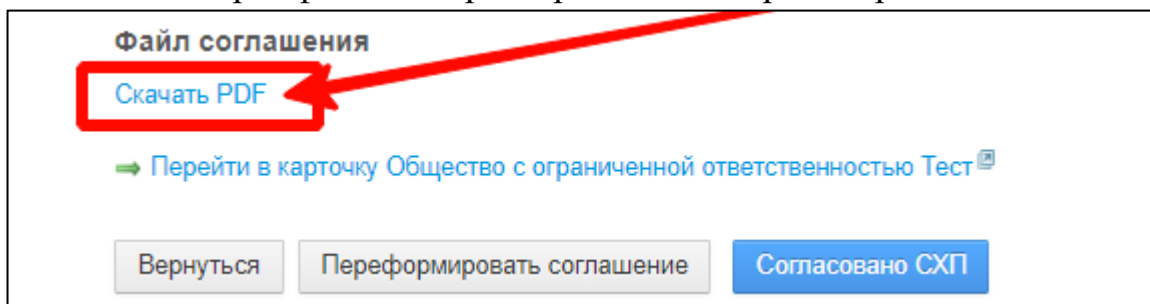 Файл соглашения
Скачать PDF
Перейти в карточку Общество с ограниченной ответственностью Тест
Вернуться Переформировать соглашение Согласовано СХП